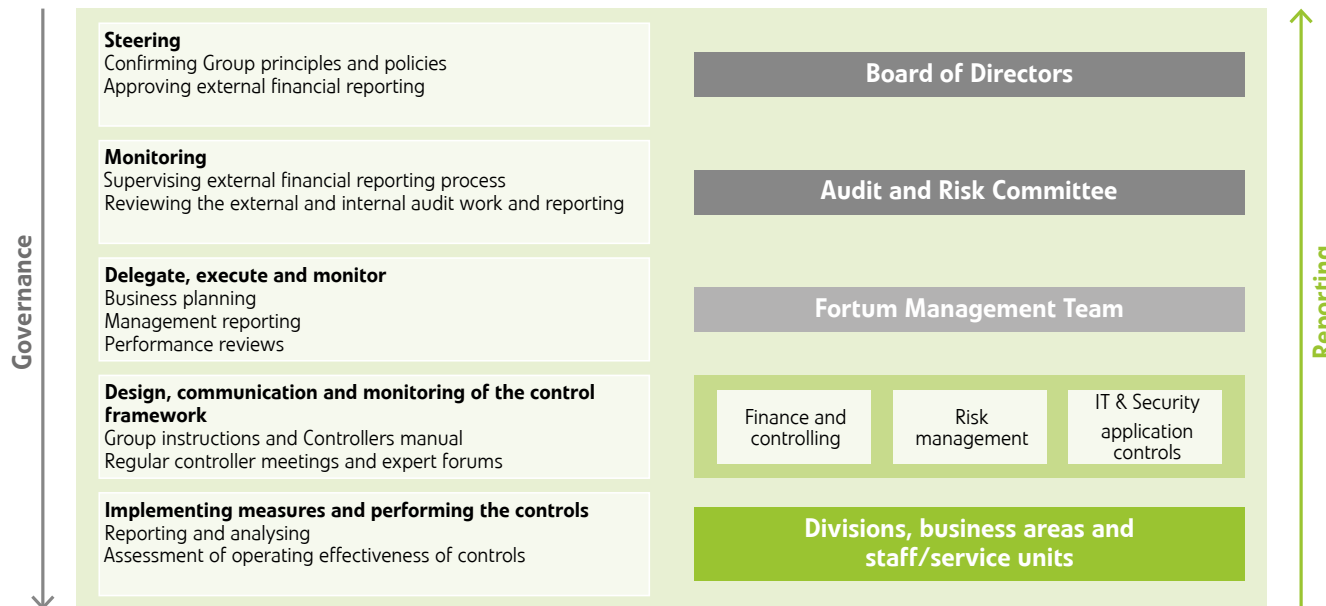 Governance
Steering
Confirming Group principles and policies
Approving external financial reporting
Board of Directors
Monitoring
Supervising external financial reporting process
Reviewing the external and internal audit work and reporting
Audit and Risk Committee
Delegate, execute and monitor
Business planning
Management reporting
Performance reviews
Fortum Management Team
Design, communication and monitoring of the control
framework
Group instructions and Controllers manual
Regular controller meetings and expert forums
Finance and
controlling
Risk
management
IT & Security
application
controls
Implementing measures and performing the controls
Reporting and analysing
Assessment of operating effectiveness of controls
Divisions, business areas and
staff/service units
Reporting